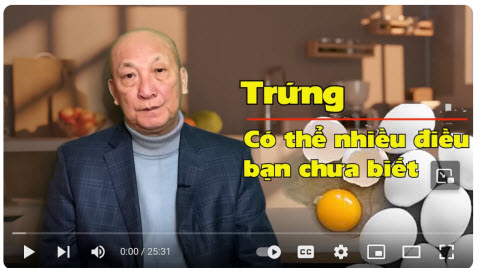 Trứng
Có thể nhiều điều
bạn chưa biết
0:00 / 25:31
CC